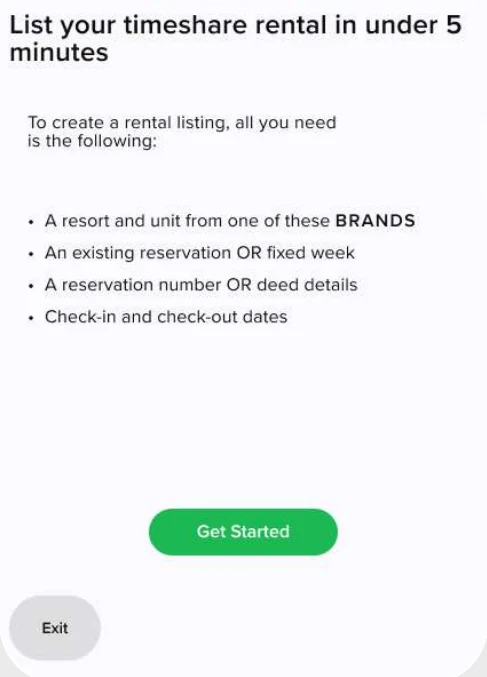 List your timeshare rental in under 5
minutes
To create a rental listing, all you need
is the following:
• A resort and unit from one of these BRANDS
• An existing reservation OR fixed week
• A reservation number OR deed details
• Check-in and check-out dates
Get Started
Exit